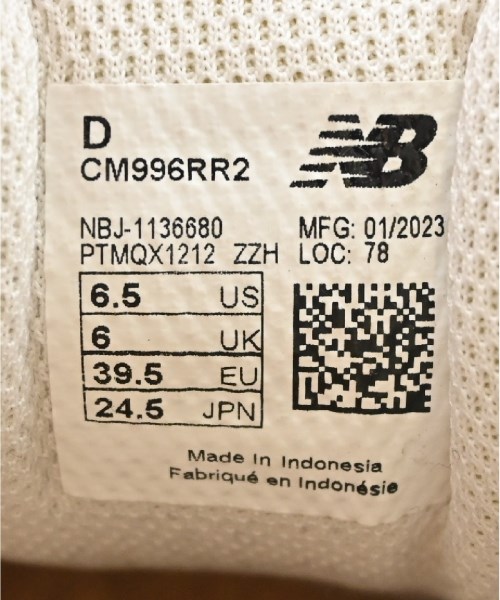 D
CM996RR2
NB
NBJ-1136680
PTMQX1212 ZZH
MFG: 01/2023
LOC: 78
6.5 US
6 UK
39.5 EU
24.5 JPN
Made In Indonesia
Fabriqué en Indonésie